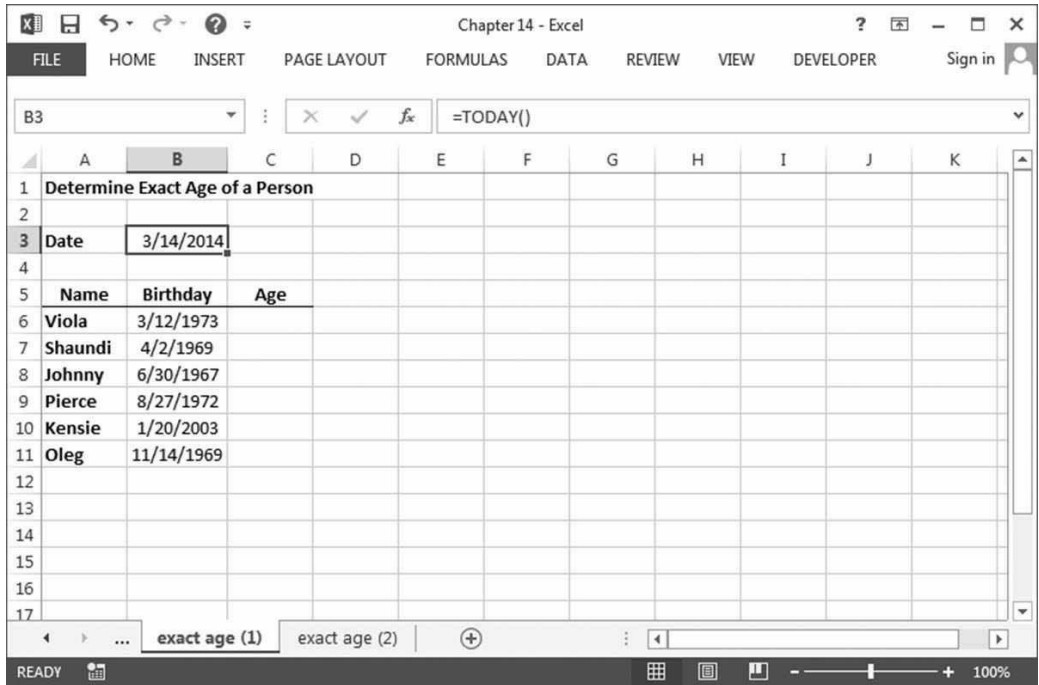 Chapter 14 - Excel
?
FILE HOME INSERT PAGE LAYOUT FORMULAS DATA REVIEW VIEW DEVELOPER Sign in
B3 fx =TODAY()
A B C D E F G H I J K
1 Determine Exact Age of a Person
2
3 Date 3/14/2014
4
5 Name Birthday Age
6 Viola 3/12/1973
7 Shaundi 4/2/1969
8 Johnny 6/30/1967
9 Pierce 8/27/1972
10 Kensie 1/20/2003
11 Oleg 11/14/1969
12
13
14
15
16
17
... exact age (1) exact age (2)
READY 100%